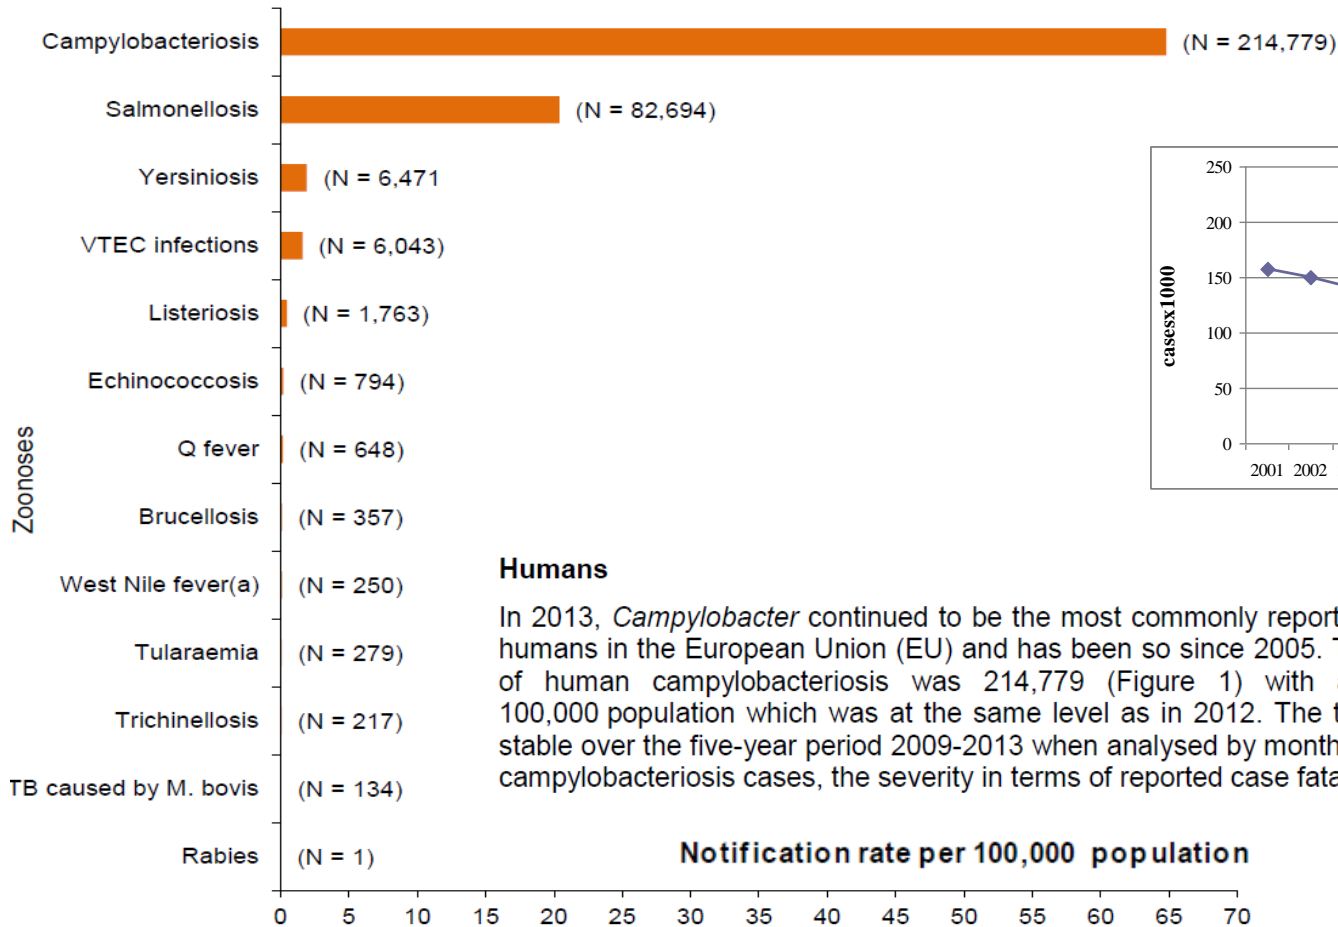 Campylobacteriosis (N = 214,779)
Salmonellosis (N = 82,694)
Yersiniosis (N = 6,471
VTEC infections (N = 6,043)
Listeriosis (N = 1,763)
Echinococcosis (N = 794)
Q fever (N = 648)
Brucellosis (N = 357)
West Nile fever(a) (N = 250)
Tularaemia (N = 279)
Trichinellosis (N = 217)
TB caused by M. bovis (N = 134)
Rabies (N = 1)
Zoonoses
0 5 10 15 20 25 30 35 40 45 50 55 60 65 70
Notification rate per 100,000 population
250
200
150
100
50
0
casesx1000
2001 2002
Humans
In 2013, Campylobacter continued to be the most commonly report
humans in the European Union (EU) and has been so since 2005. T
of human campylobacteriosis was 214,779 (Figure 1) with a
100,000 population which was at the same level as in 2012. The t
stable over the five-year period 2009-2013 when analysed by month
campylobacteriosis cases, the severity in terms of reported case fata